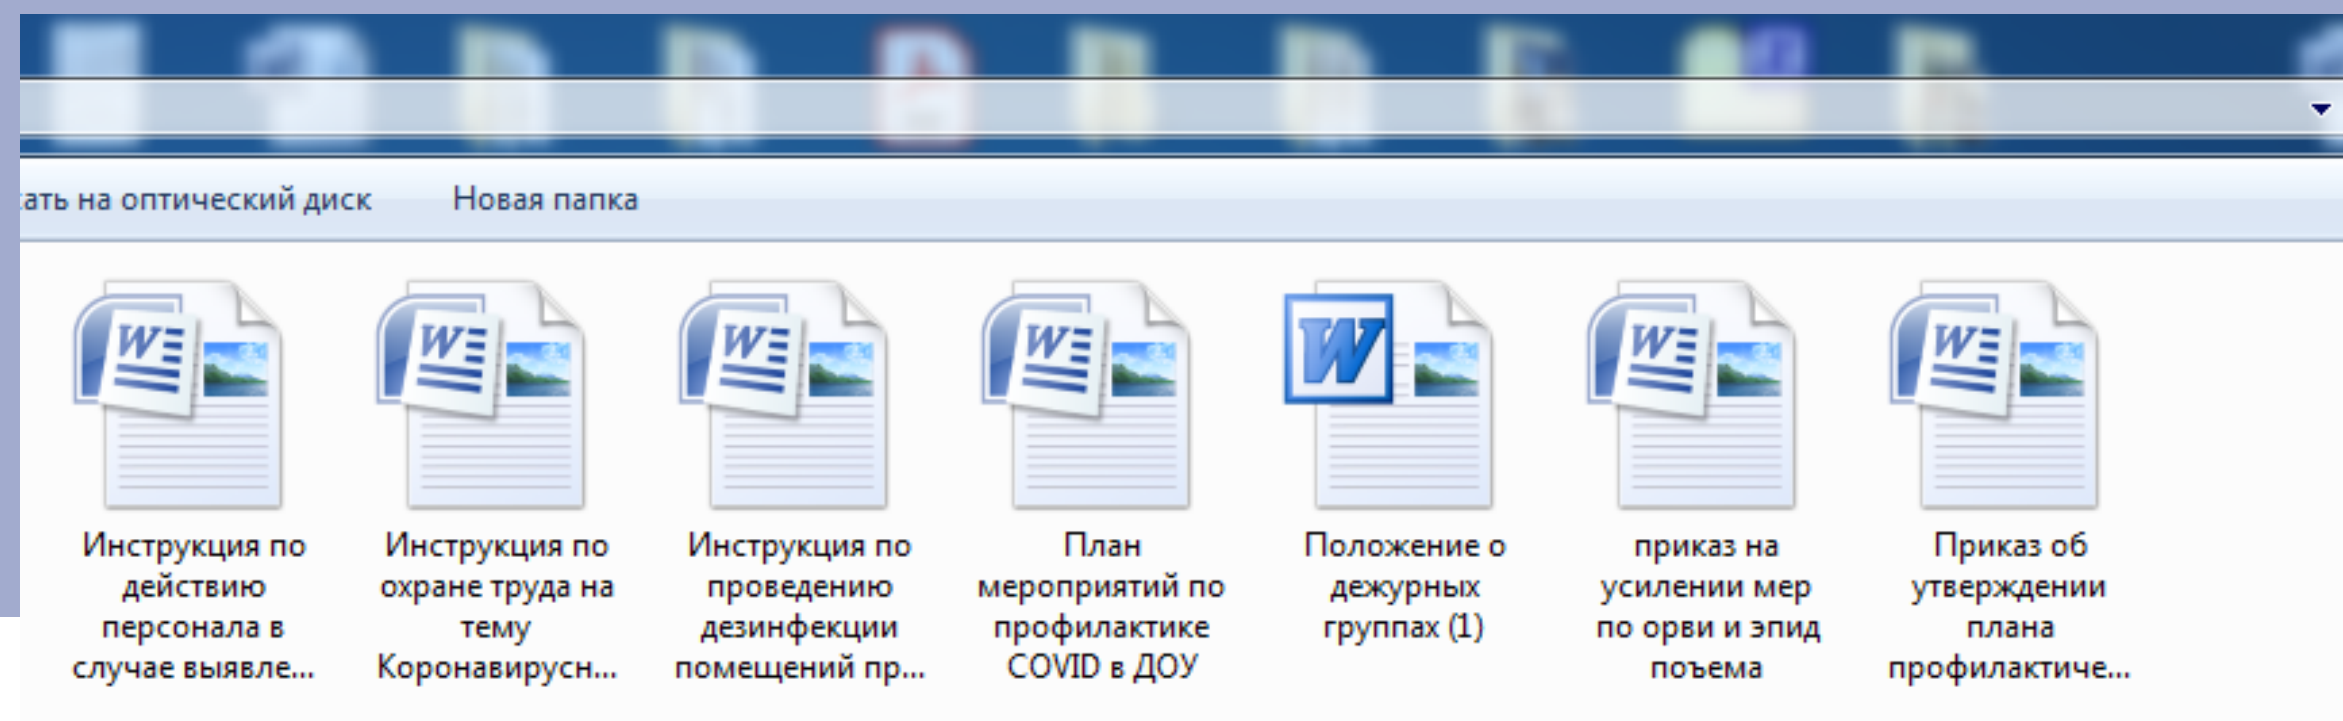 ать на оптический диск Новая папка
Инструкция по
действию
персонала в
случае выявле...
Инструкция по
охране труда на
тему
Коронавирусн...
Инструкция по
проведению
дезинфекции
помещений пр...
План
мероприятий по
профилактике
COVID в ДОУ
Положение о
дежурных
группах (1)
приказ на
усилении мер
по орви и эпид
поъема
Приказ об
утверждении
плана
профилактиче...